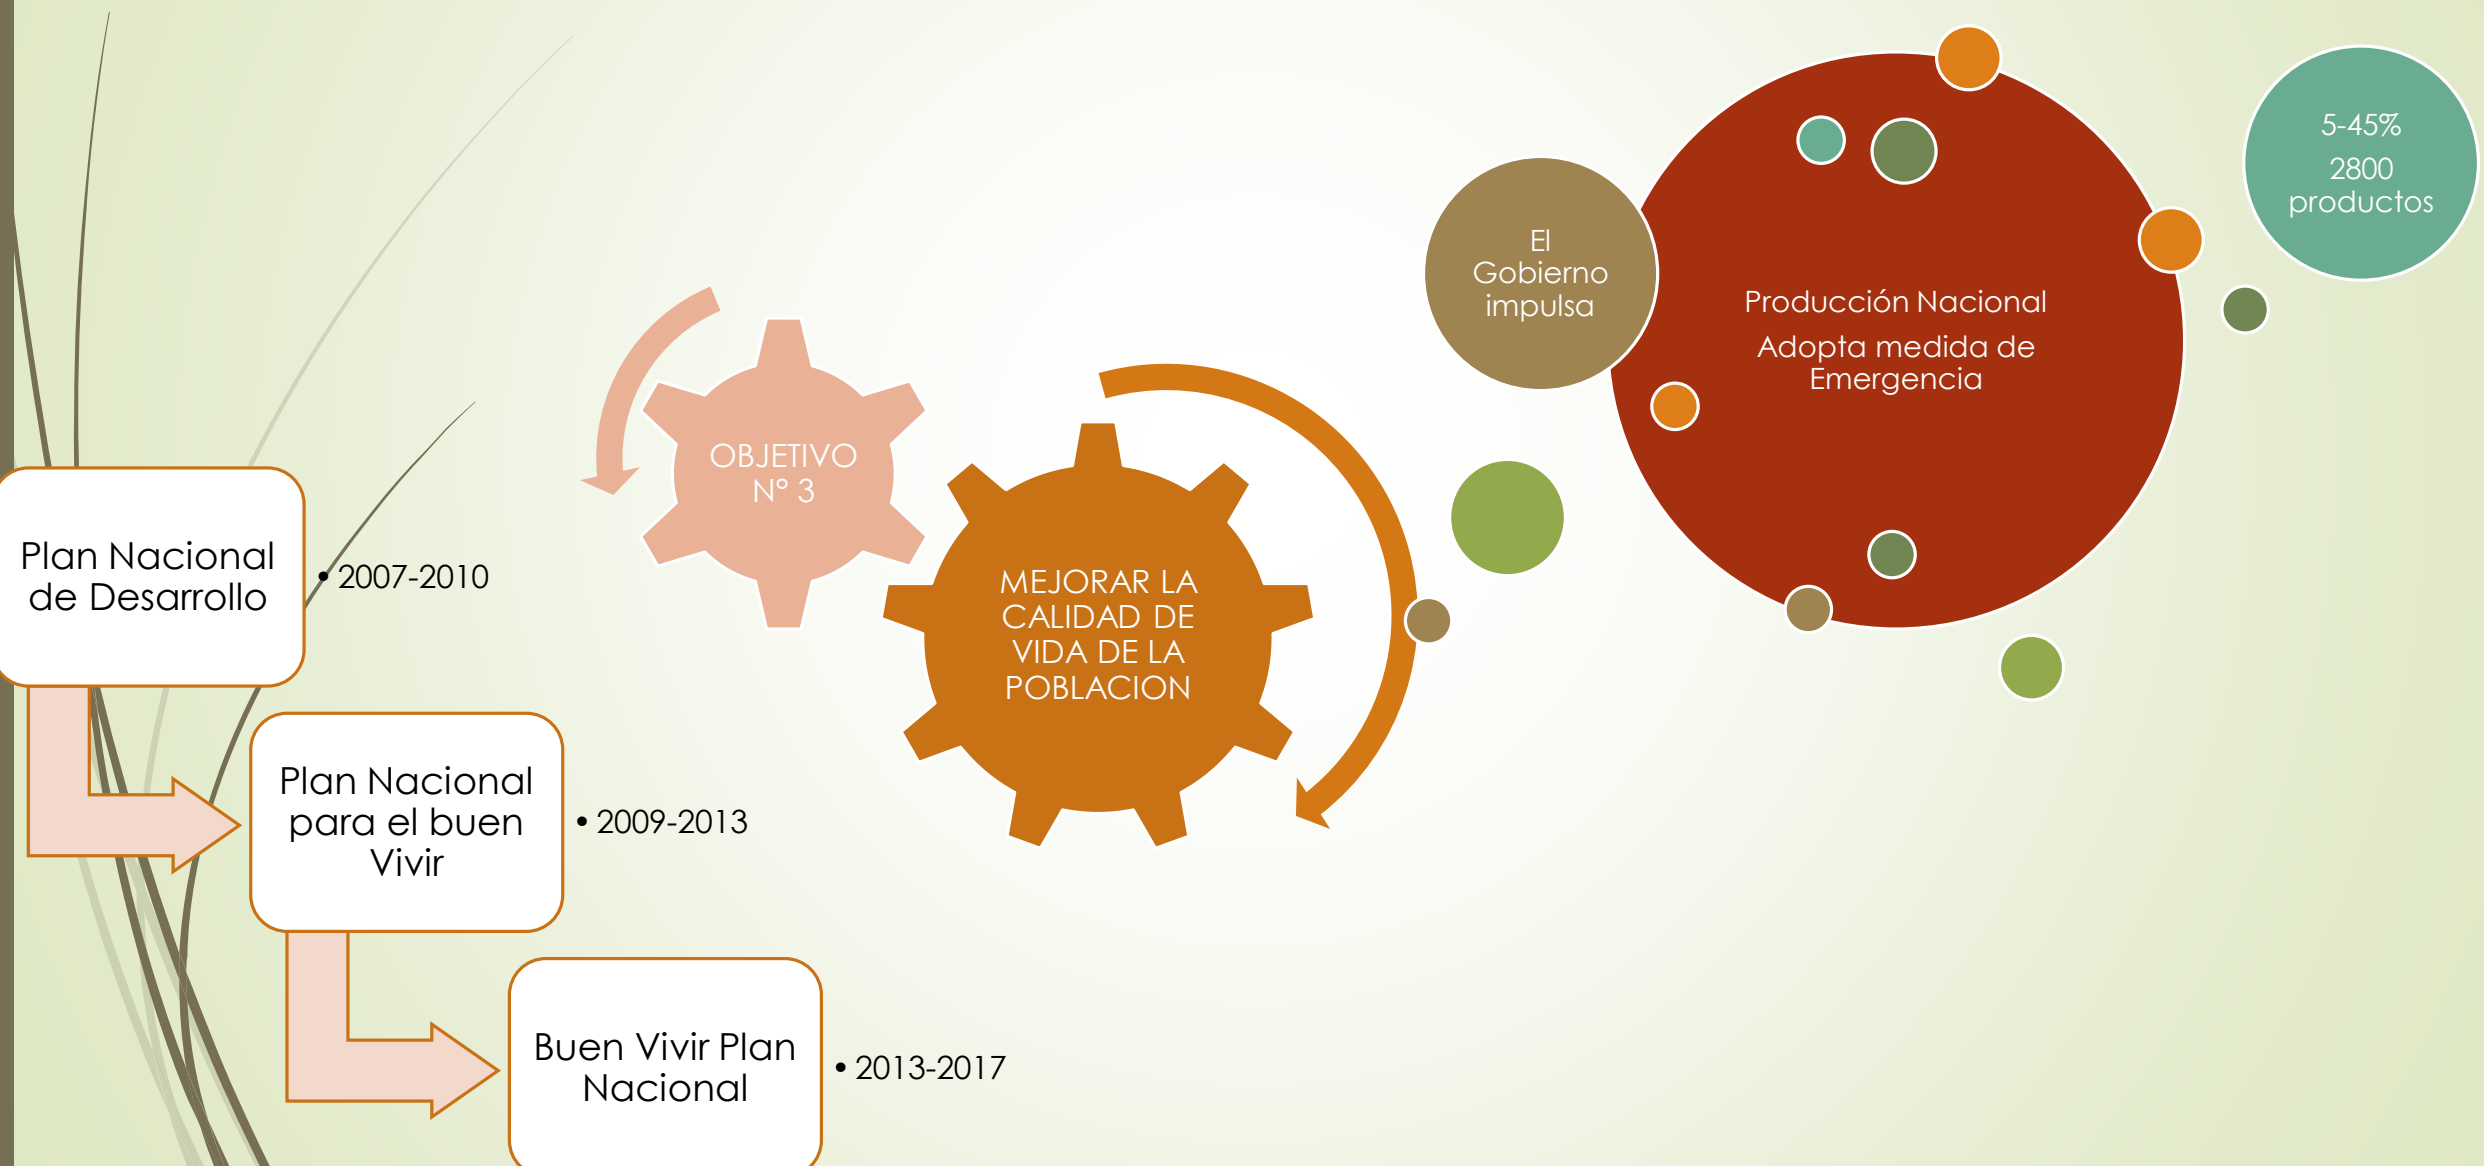 Plan Nacional
de Desarrollo
• 2007-2010
Plan Nacional
para el buen
Vivir
• 2009-2013
Buen Vivir Plan
Nacional
• 2013-2017
OBJETIVO
N° 3
MEJORAR LA
CALIDAD DE
VIDA DE LA
POBLACION
El
Gobierno
impulsa
Producción Nacional
Adopta medida de
Emergencia
5-45%
2800
productos